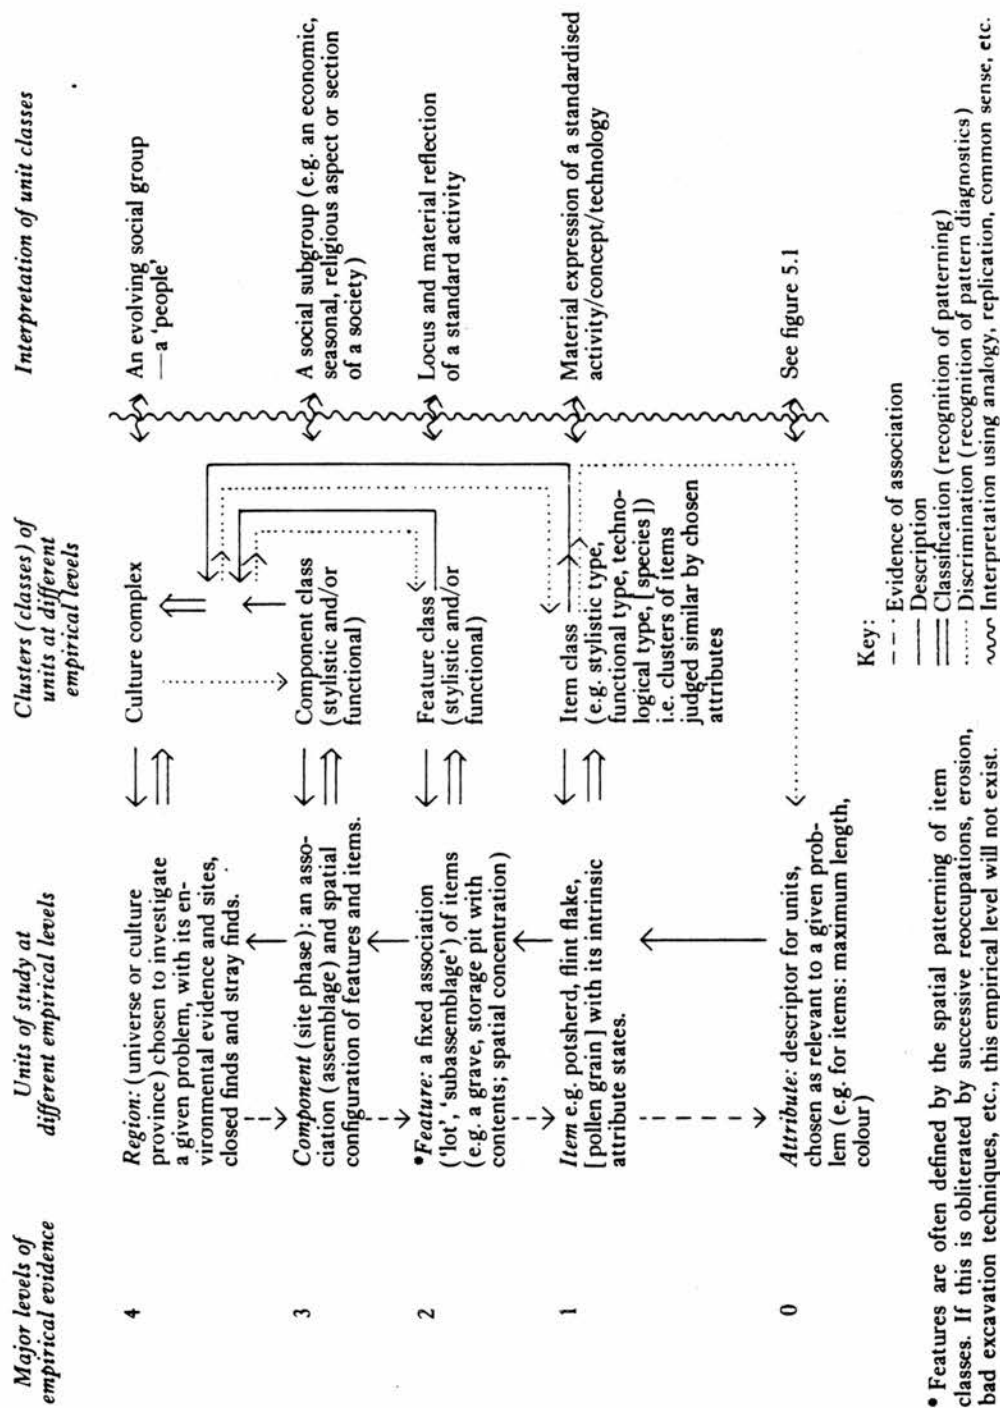 Major levels of
empirical evidence
Units of study at
different empirical levels
Clusters (classes) of
units at different
empirical levels
Interpretation of unit classes
4
Region: (universe or culture
province) chosen to investigate
a given problem, with its en-
vironmental evidence and sites,
closed finds and stray finds.
Culture complex
An evolving social group
—a ‘people’
3
Component (site phase): an asso-
ciation (assemblage) and spatial
configuration of features and items.
Component class
(stylistic and/or
functional)
A social subgroup (e.g. an economic,
seasonal, religious aspect or section
of a society)
2
•Feature: a fixed association
(‘lot’, ‘subassemblage’) of items
(e.g. a grave, storage pit with
contents; spatial concentration)
Feature class
(stylistic and/or
functional)
Locus and material reflection
of a standard activity
1
Item e.g. potsherd, flint flake,
[pollen grain] with its intrinsic
attribute states.
Item class
(e.g. stylistic type,
functional type, techno-
logical type, [species])
i.e. clusters of items
judged similar by chosen
attributes
Material expression of a standardised
activity/concept/technology
0
Attribute: descriptor for units,
chosen as relevant to a given prob-
lem (e.g. for items: maximum length,
colour)
See figure 5.1
Key:
Evidence of association
Description
Classification (recognition of patterning)
Discrimination (recognition of pattern diagnostics)
Interpretation using analogy, replication, common sense, etc.
• Features are often defined by the spatial patterning of item
classes. If this is obliterated by successive reoccupations, erosion,
bad excavation techniques, etc., this empirical level will not exist.